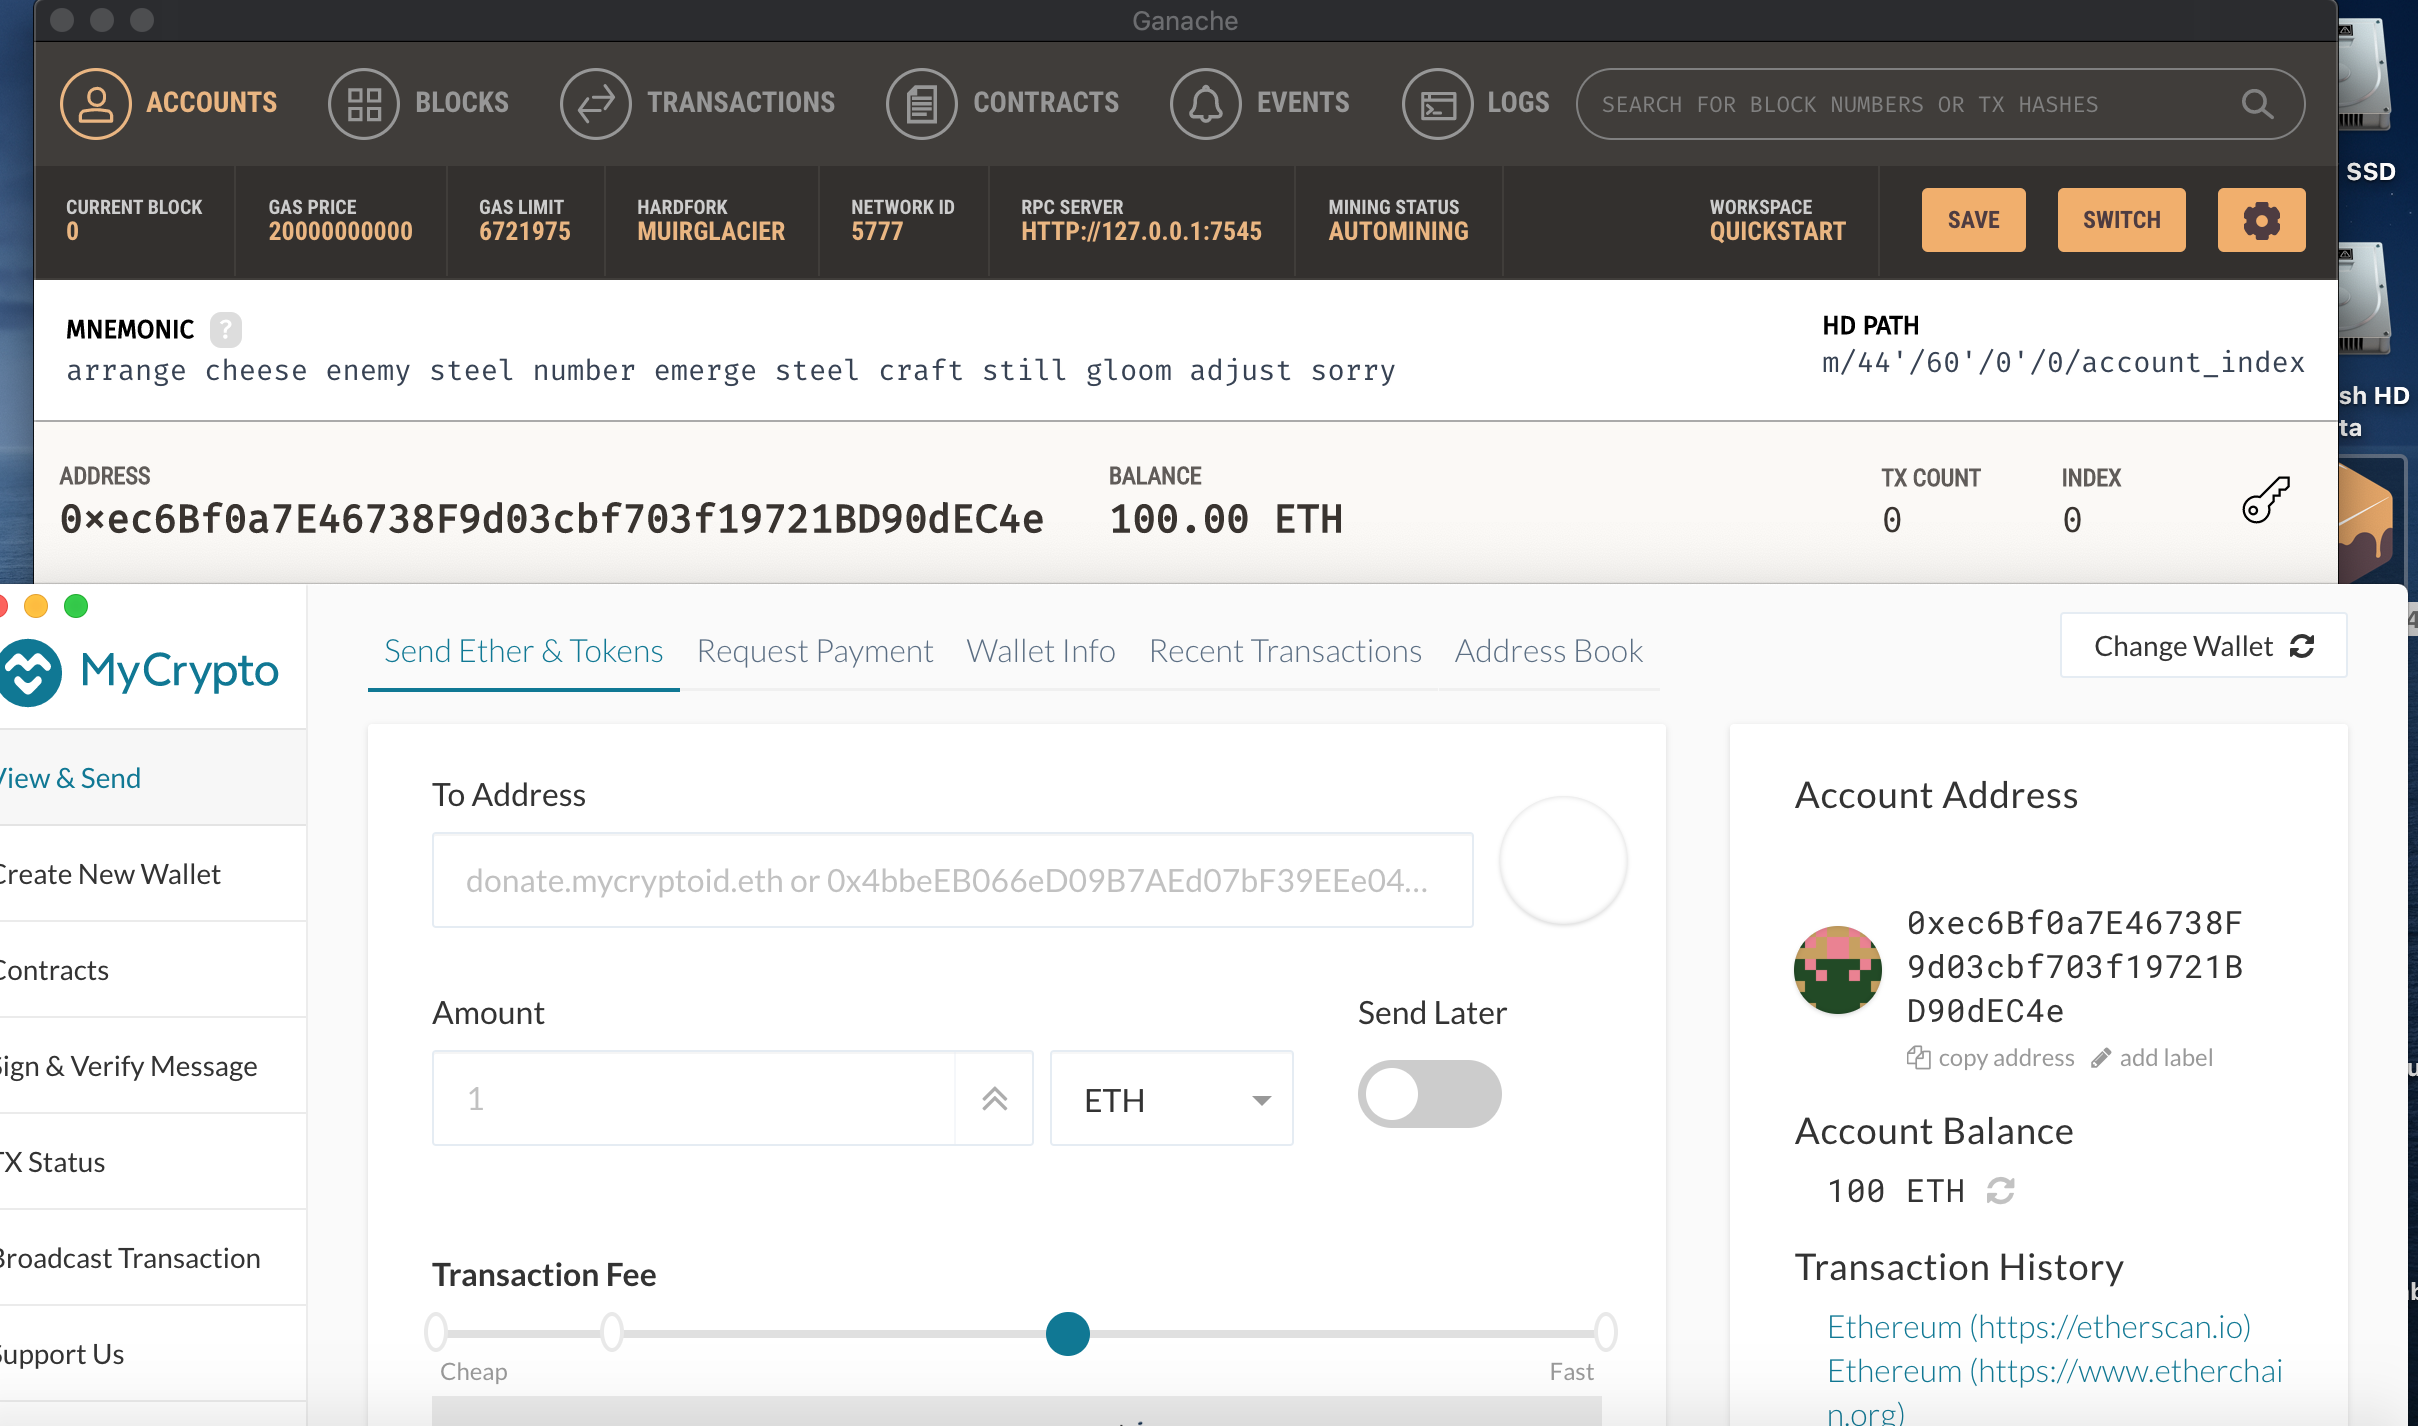 Ganache
ACCOUNTS BLOCKS TRANSACTIONS CONTRACTS EVENTS LOGS SEARCH FOR BLOCK NUMBERS OR TX HASHES
CURRENT BLOCK GAS PRICE GAS LIMIT HARDFORK NETWORK ID RPC SERVER MINING STATUS WORKSPACE
0 20000000000 6721975 MUIRGLACIER 5777 HTTP://127.0.0.1:7545 AUTOMINING QUICKSTART
SAVE SWITCH
SSD
MNEMONIC ?
arrange cheese enemy steel number emerge steel craft still gloom adjust sorry
HD PATH
m/44'/60'/0'/0/account_index
sh HD
ta
ADDRESS BALANCE TX COUNT INDEX
0×ec6Bf0a7E46738F9d03cbf703f19721BD90dEC4e 100.00 ETH 0 0
MyCrypto
Send Ether & Tokens Request Payment Wallet Info Recent Transactions Address Book
Change Wallet
View & Send
Create New Wallet
Contracts
Sign & Verify Message
TX Status
Broadcast Transaction
Support Us
To Address
donate.mycryptoid.eth or 0x4bbeEB066eD09B7AEd07bF39EEe04...
Amount Send Later
1 ETH
Transaction Fee
Cheap Fast
Account Address
0xec6Bf0a7E46738F
9d03cbf703f19721B
D90dEC4e
copy address add label
Account Balance
100 ETH
Transaction History
Ethereum (https://etherscan.io)
Ethereum (https://www.etherchai
n.org)